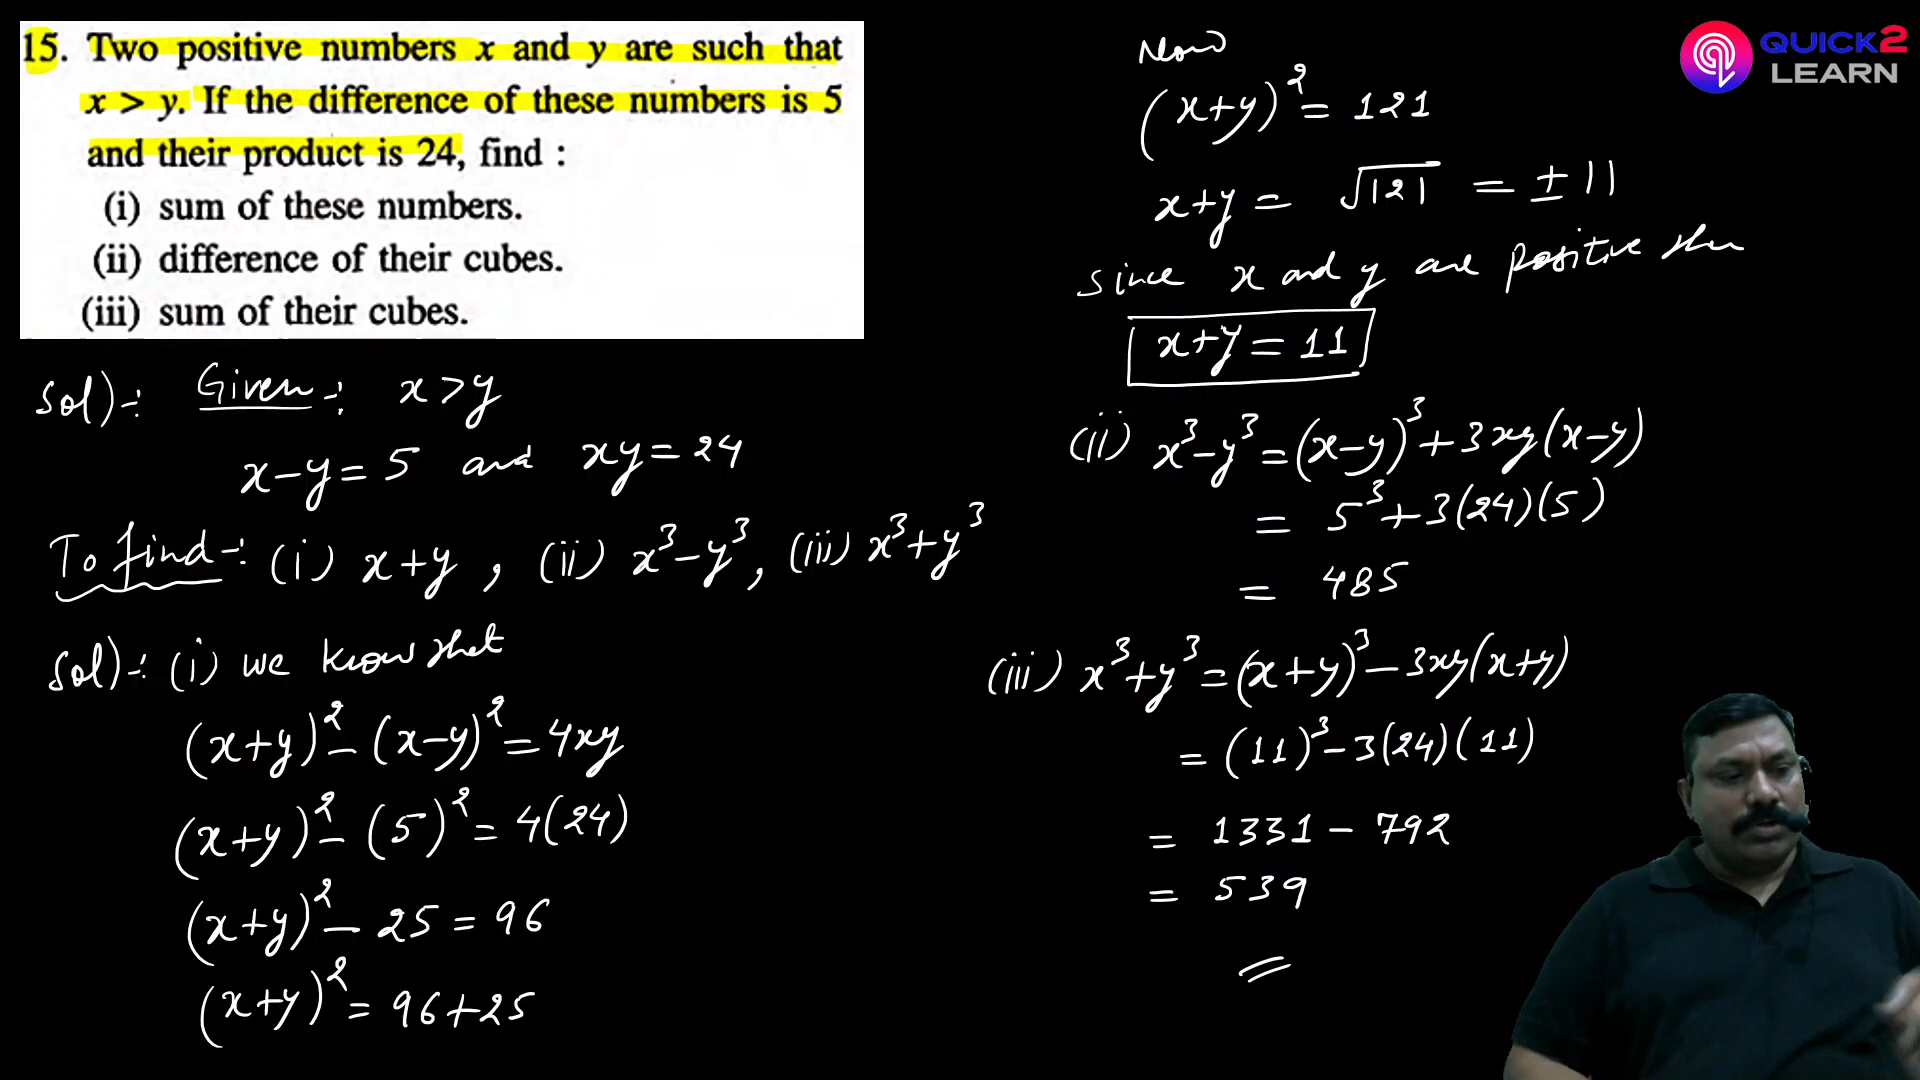 15. Two positive numbers x and y are such that
x > y. If the difference of these numbers is 5
and their product is 24, find :
(i) sum of these numbers.
(ii) difference of their cubes.
(iii) sum of their cubes.
Sol):- Given:- x>y
x-y=5 and xy=24
To find:- (i) x+y, (ii) x³-y³, (iii) x³+y³
Sol):- (i) we know that
(x+y)²-(x-y)²=4xy
(x+y)²-(5)²=4(24)
(x+y)²-25=96
(x+y)²=96+25
Now
(x+y)²=121
x+y=√121=±11
Since x and y are positive
x+y=11
(ii) x³-y³=(x-y)³+3xy(x-y)
=5³+3(24)(5)
=485
(iii) x³+y³=(x+y)³-3xy(x+y)
=(11)³-3(24)(11)
=1331-792
=539
QUICK2
LEARN